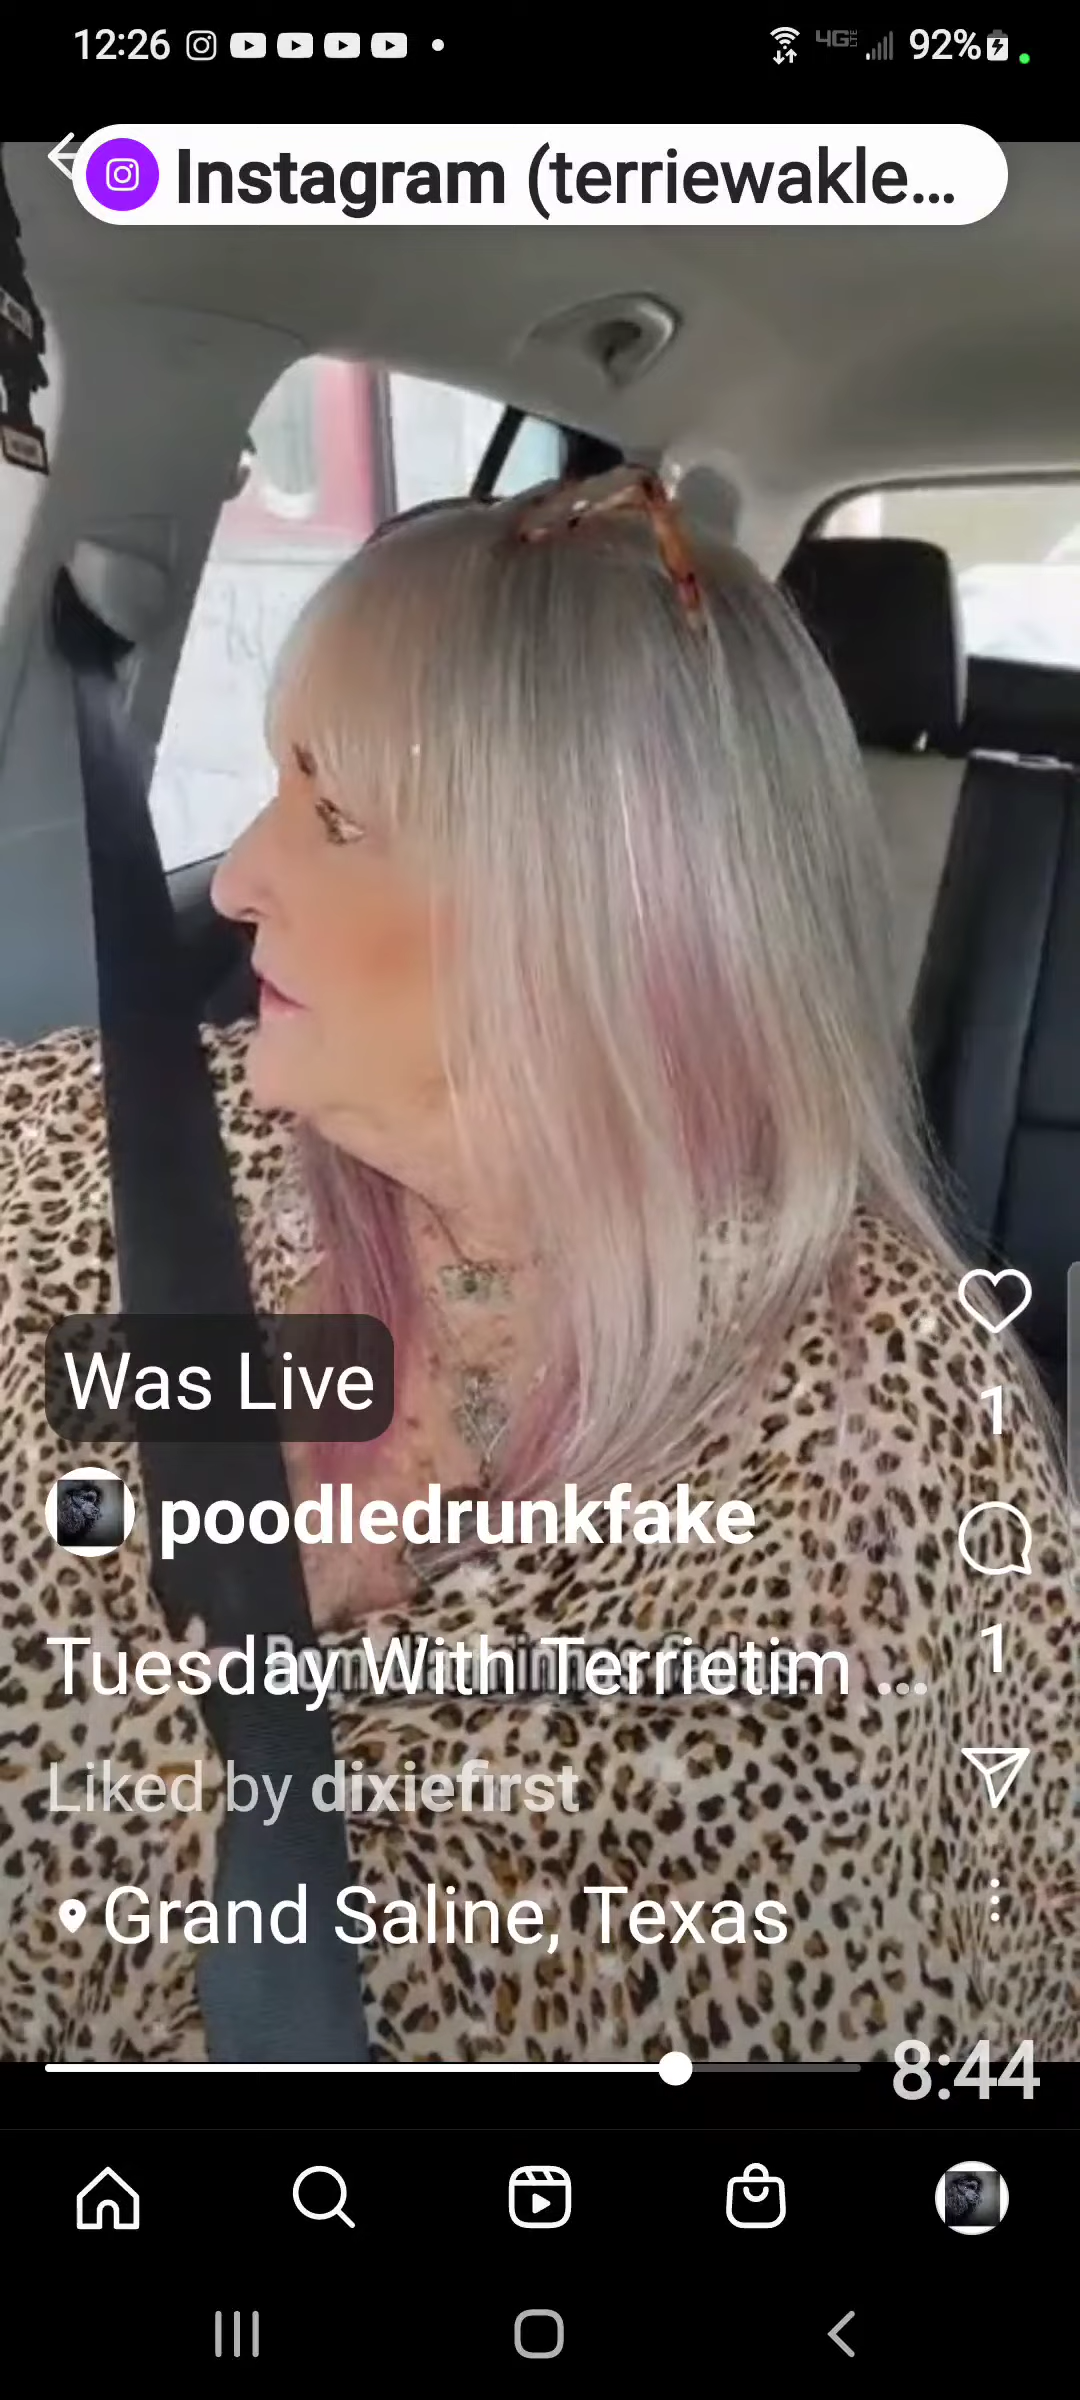 12:26
4G
92%
Instagram (terriewakle...
Was Live
1
poodledrunkfake
Tuesday With Terrietim ...
1
Liked by dixiefirst
Grand Saline, Texas
8:44